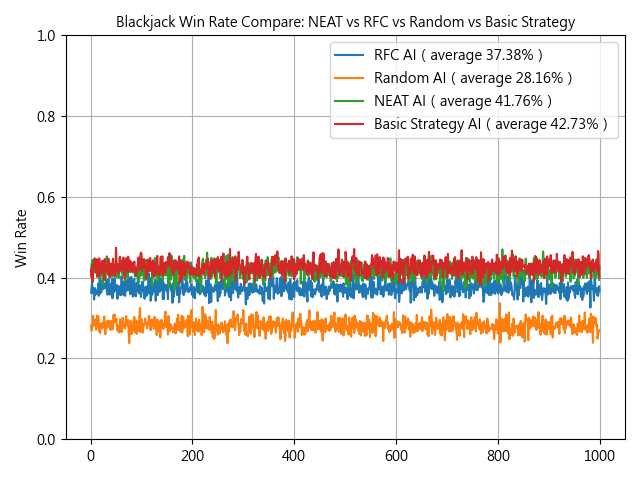 Blackjack Win Rate Compare: NEAT vs RFC vs Random vs Basic Strategy
RFC AI ( average 37.38% )
Random AI ( average 28.16% )
NEAT AI ( average 41.76% )
Basic Strategy AI ( average 42.73% )
Win Rate
1.0
0.8
0.6
0.4
0.2
0.0
0 200 400 600 800 1000